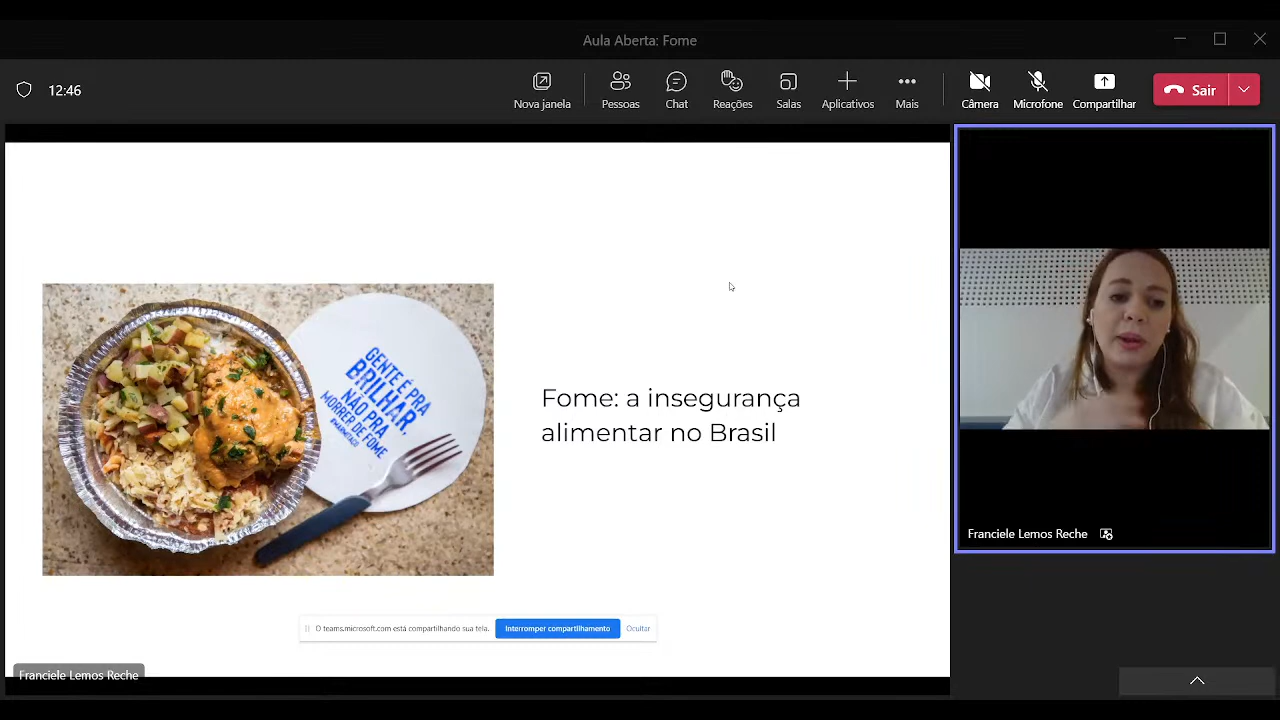 Aula Aberta: Fome
12:46
Nova janela
Pessoas
Chat
Reações
Salas
Aplicativos
Mais
Câmera
Microfone
Compartilhar
Sair
GENTE É PRA
BRILHAR,
NÃO PRA
MORRER DE FOME
Fome: a insegurança
alimentar no Brasil
Franciele Lemos Reche
O teams.microsoft.com está compartilhando sua tela.
Interromper compartilhamento
Ocultar
Franciele Lemos Reche